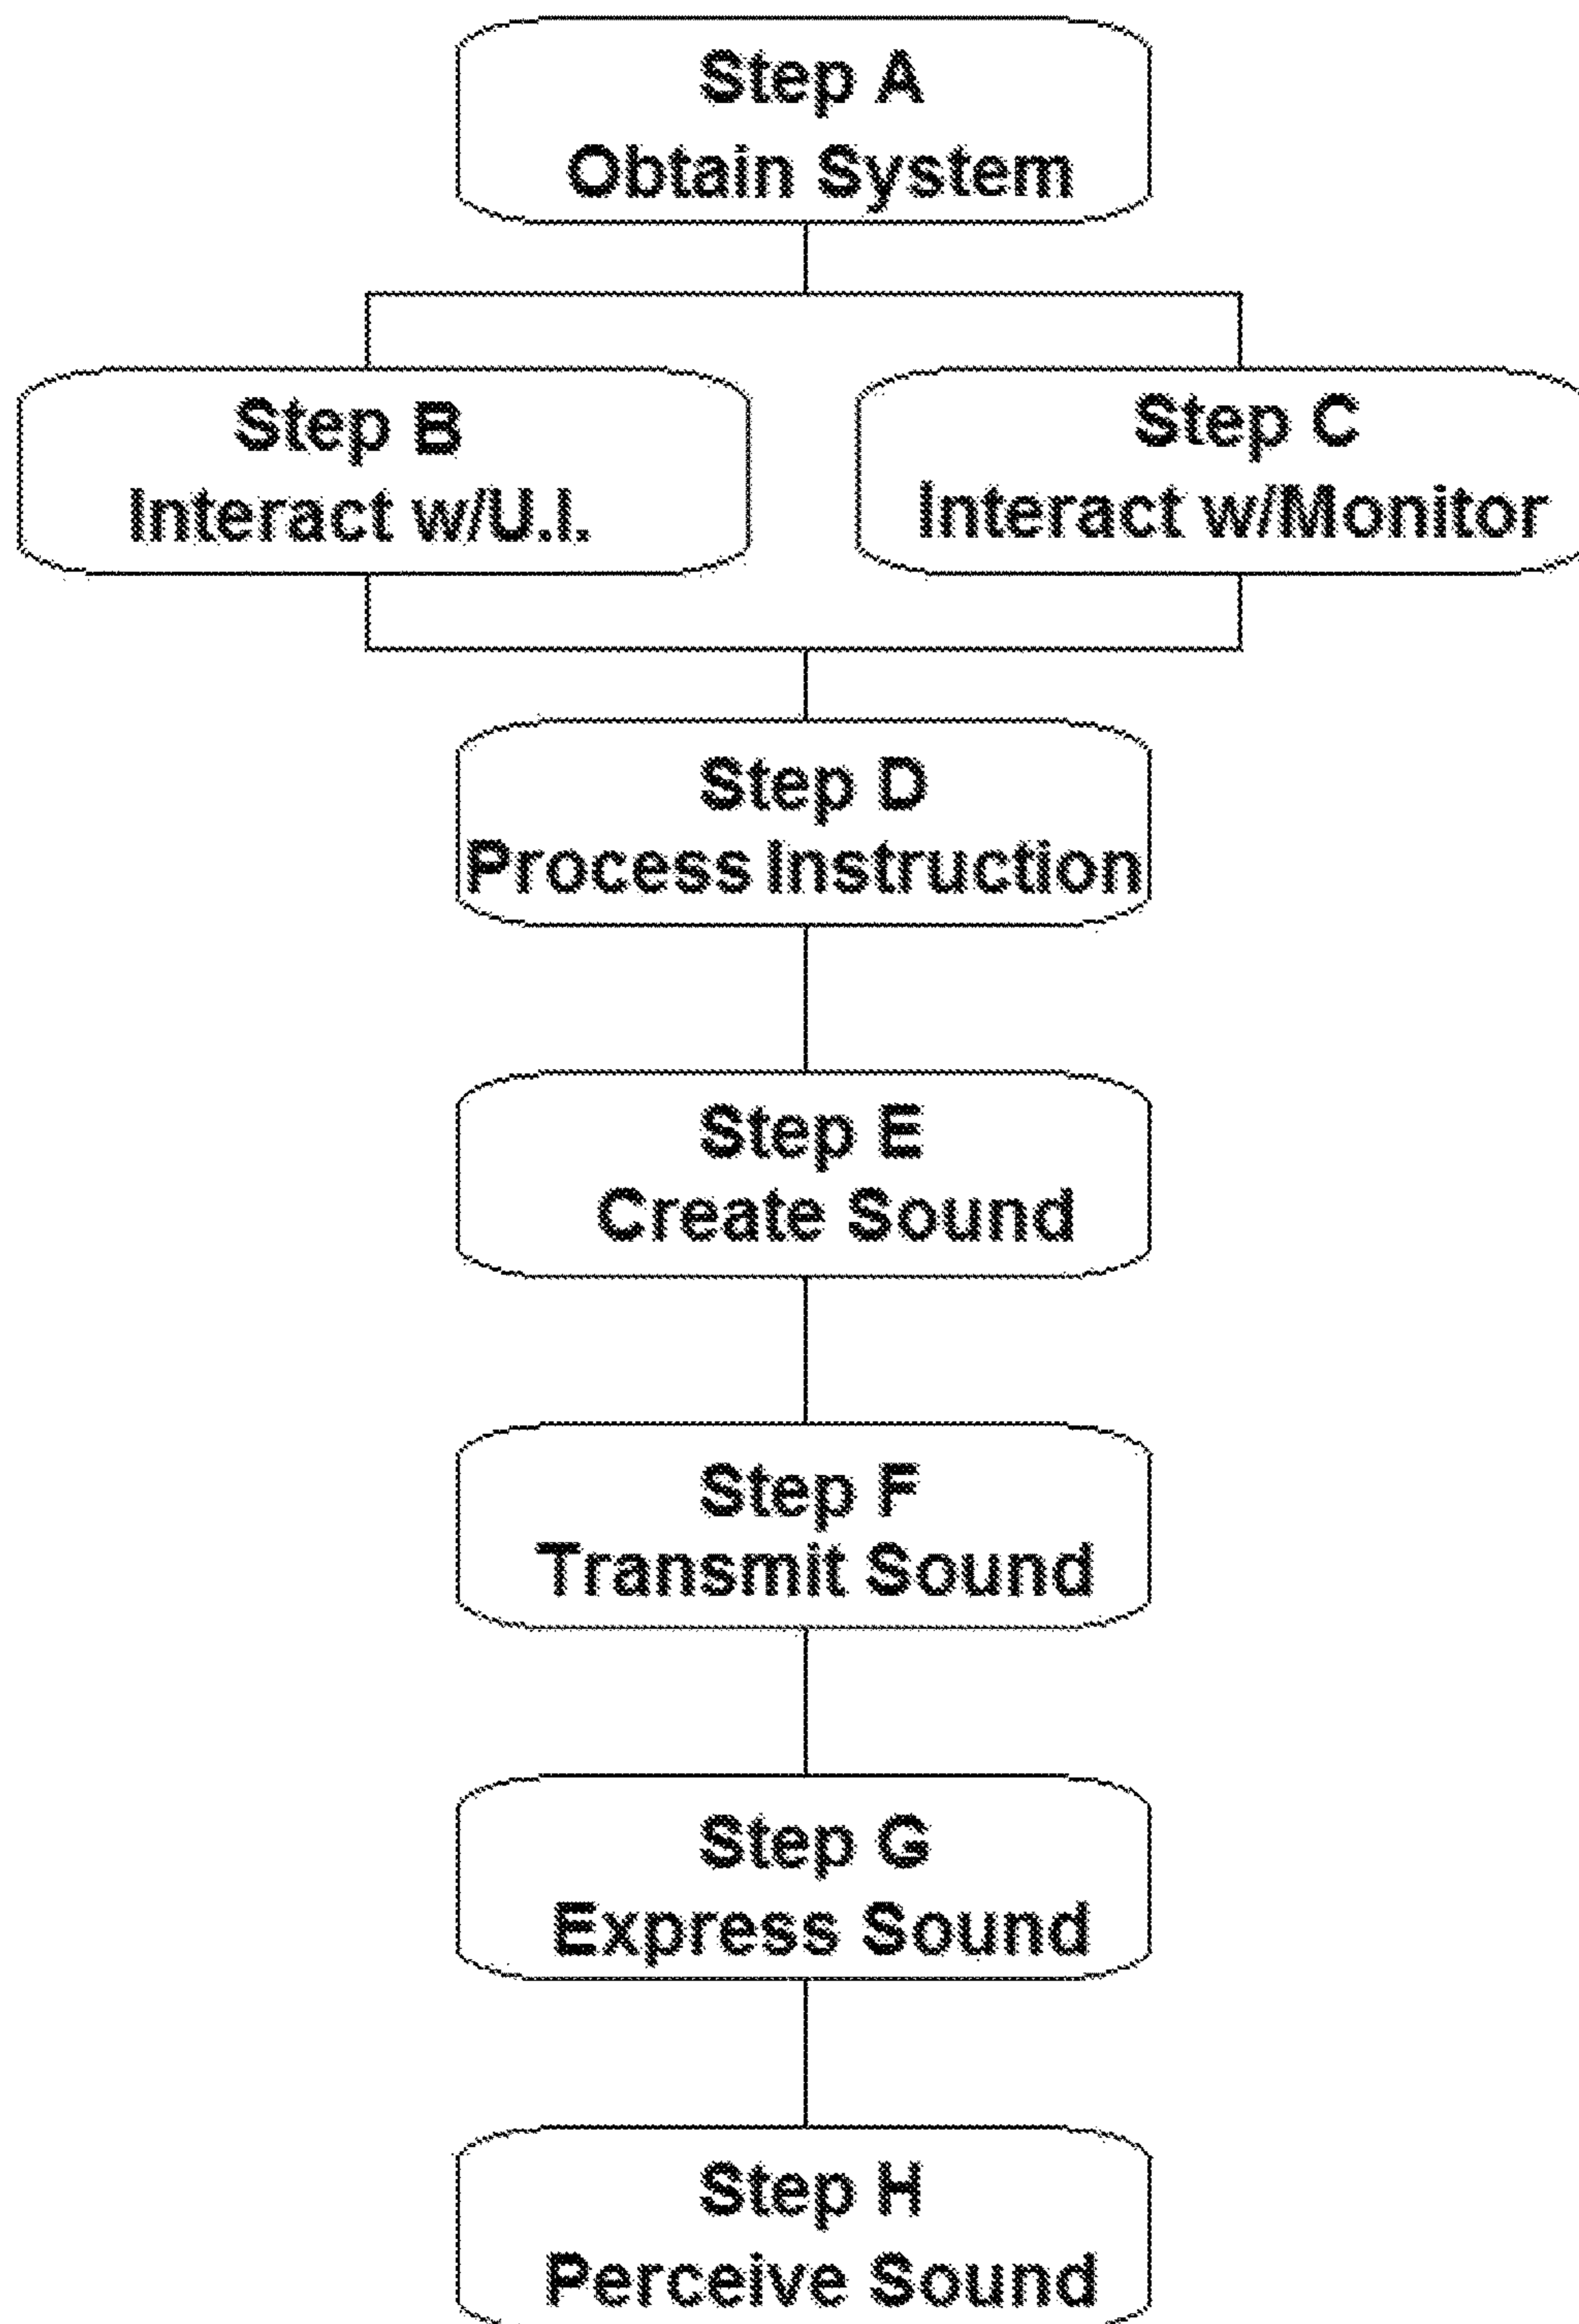 Step A
Obtain System
Step B
Interact w/U.I.
Step C
Interact w/Monitor
Step D
Process Instruction
Step E
Create Sound
Step F
Transmit Sound
Step G
Express Sound
Step H
Perceive Sound